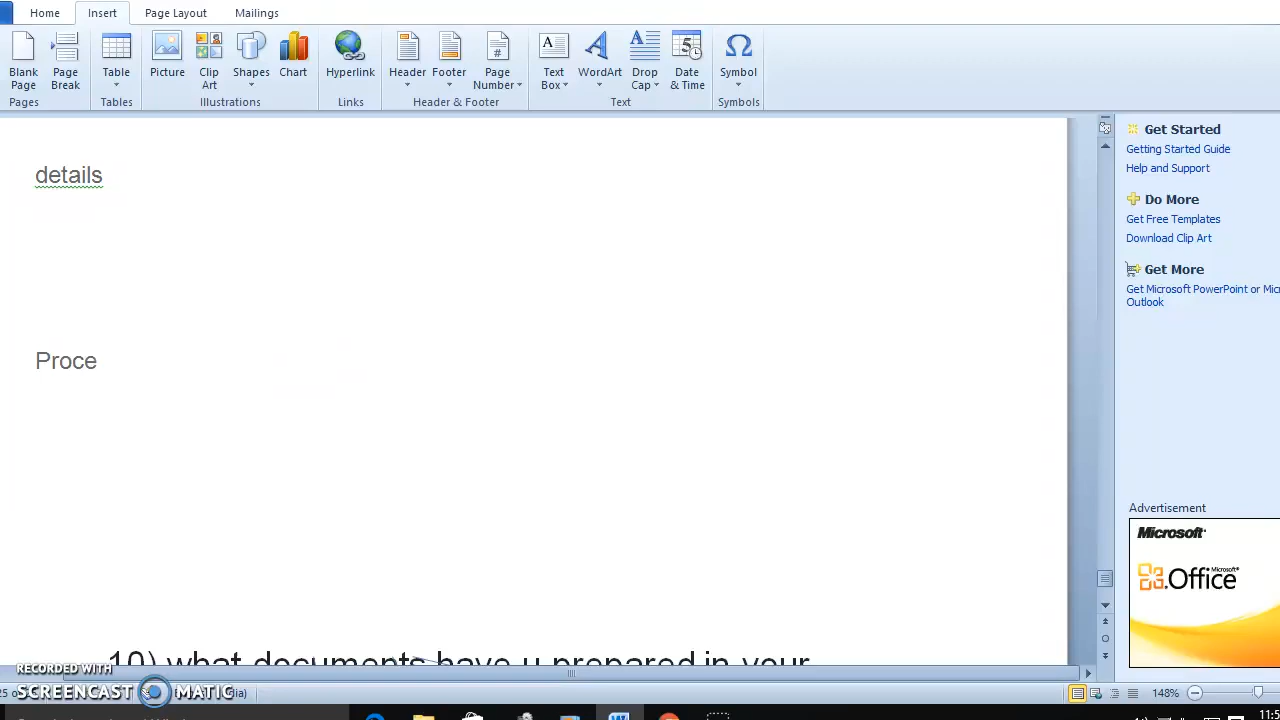 Home Insert Page Layout Mailings
Blank Page
Page Break
Table
Picture
Clip Art
Shapes
Chart
Hyperlink
Header
Footer
Page Number
Text Box
WordArt
Drop Cap
Date & Time
Symbol
Pages Tables Illustrations Links Header & Footer Text Symbols
Get Started
Getting Started Guide
Help and Support
Do More
Get Free Templates
Download Clip Art
Get More
Get Microsoft PowerPoint or
Outlook
details
Proce
10) what documents have u prepared in your
Advertisement
Microsoft
Office
Microsoft
RECORDED WITH
SCREENCAST MATIC
148%